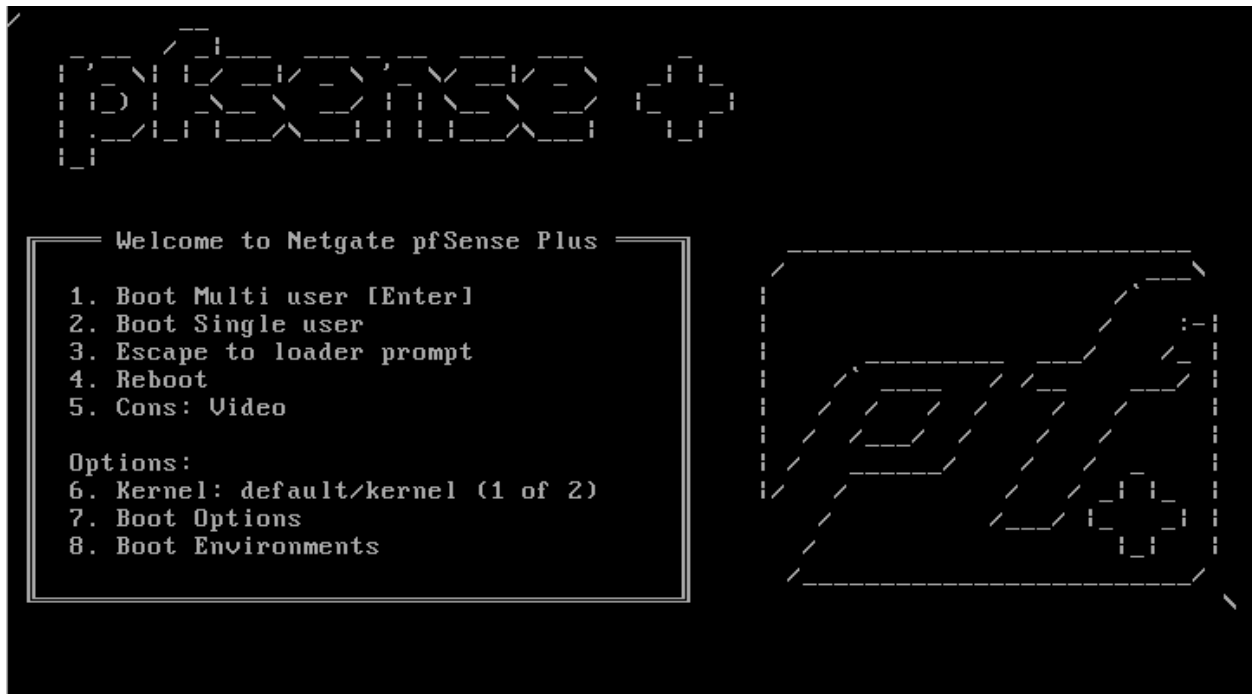 pfsense +
Welcome to Netgate pfSense Plus
1. Boot Multi user [Enter]
2. Boot Single user
3. Escape to loader prompt
4. Reboot
5. Cons: Video
Options:
6. Kernel: default/kernel (1 of 2)
7. Boot Options
8. Boot Environments
pf +